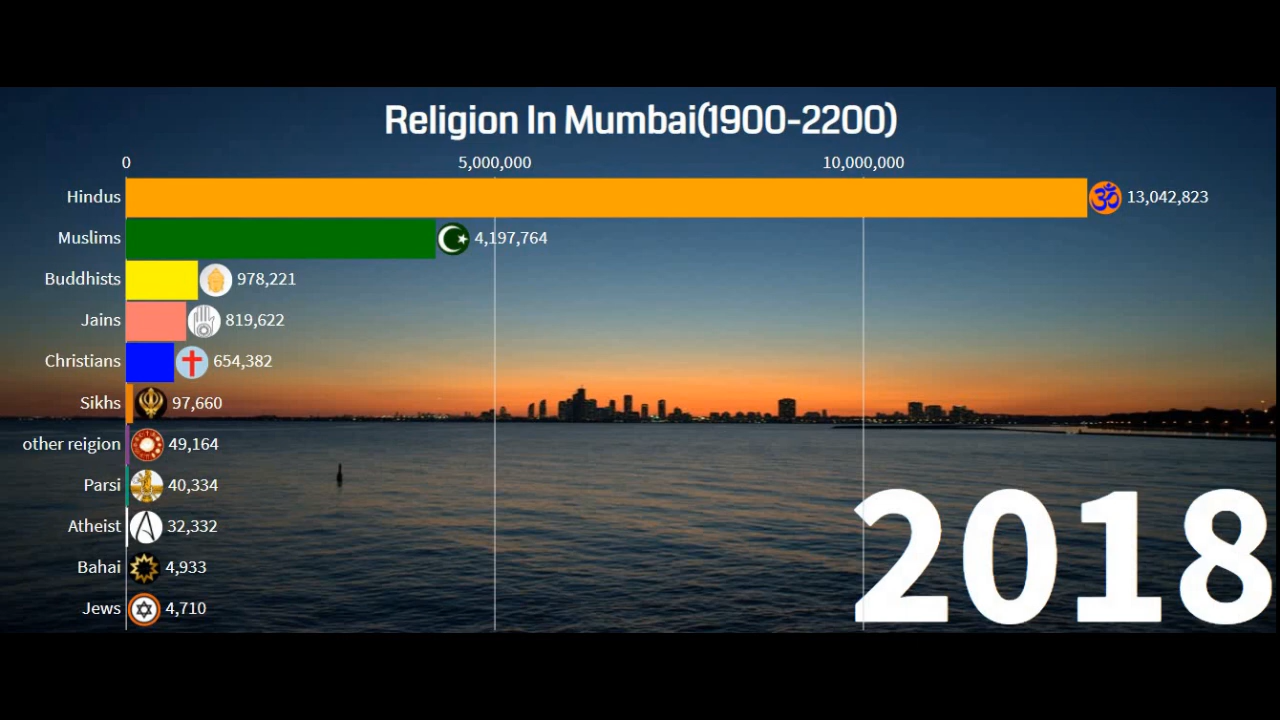 Religion In Mumbai(1900-2200)
0 5,000,000 10,000,000
Hindus 13,042,823
Muslims 4,197,764
Buddhists 978,221
Jains 819,622
Christians 654,382
Sikhs 97,660
other reigion 49,164
Parsi 40,334
Atheist 32,332
Bahai 4,933
Jews 4,710
2018